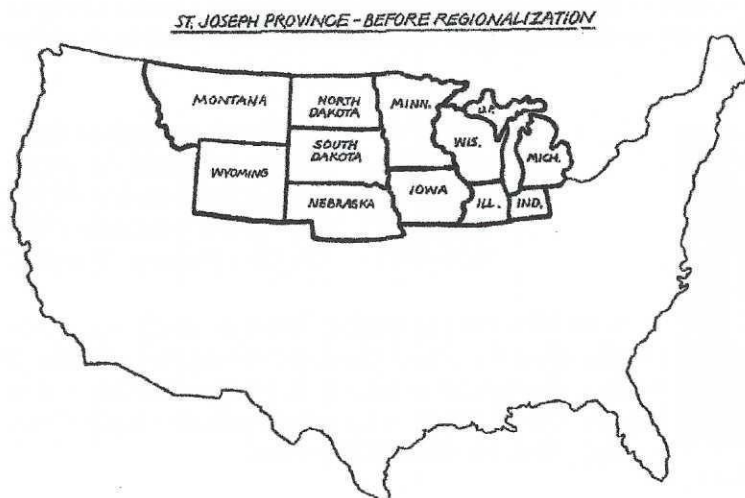 ST. JOSEPH PROVINCE - BEFORE REGIONALIZATION
MONTANA
NORTH
DAKOTA
MINN.
U.P.
WIS.
MICH.
SOUTH
DAKOTA
WYOMING
NEBRASKA
IOWA
ILL.
IND.